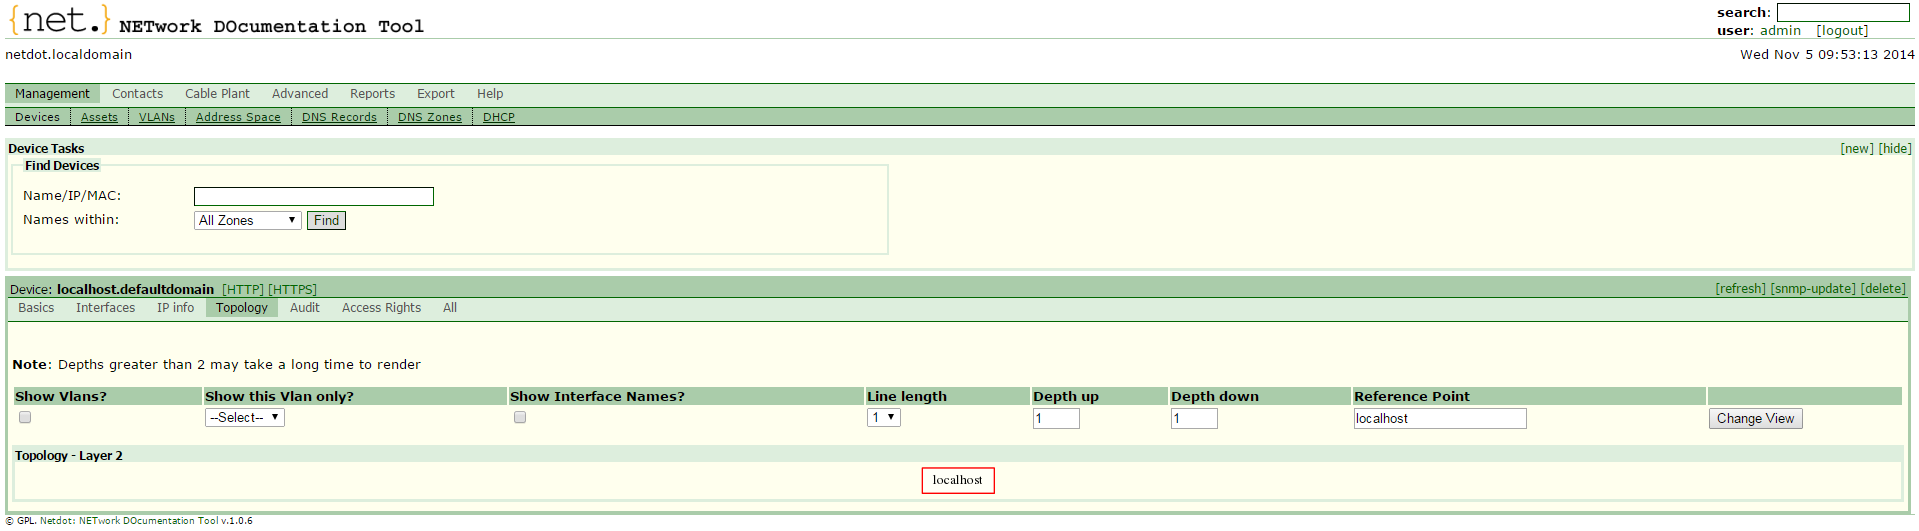 {net.} NETwork DOcumentation Tool
search:
user: admin [logout]
netdot.localdomain
Wed Nov 5 09:53:13 2014
Management Contacts Cable Plant Advanced Reports Export Help
Devices Assets VLANs Address Space DNS Records DNS Zones DHCP
Device Tasks [new] [hide]
Find Devices
Name/IP/MAC:
Names within: All Zones Find
Device: localhost.defaultdomain [HTTP] [HTTPS] [refresh] [snmp-update] [delete]
Basics Interfaces IP info Topology Audit Access Rights All
Note: Depths greater than 2 may take a long time to render
Show Vlans? Show this Vlan only? Show Interface Names? Line length Depth up Depth down Reference Point
--Select-- 1 1 1 localhost Change View
Topology - Layer 2
localhost
© GPL. Netdot: NETwork DOcumentation Tool v.1.0.6